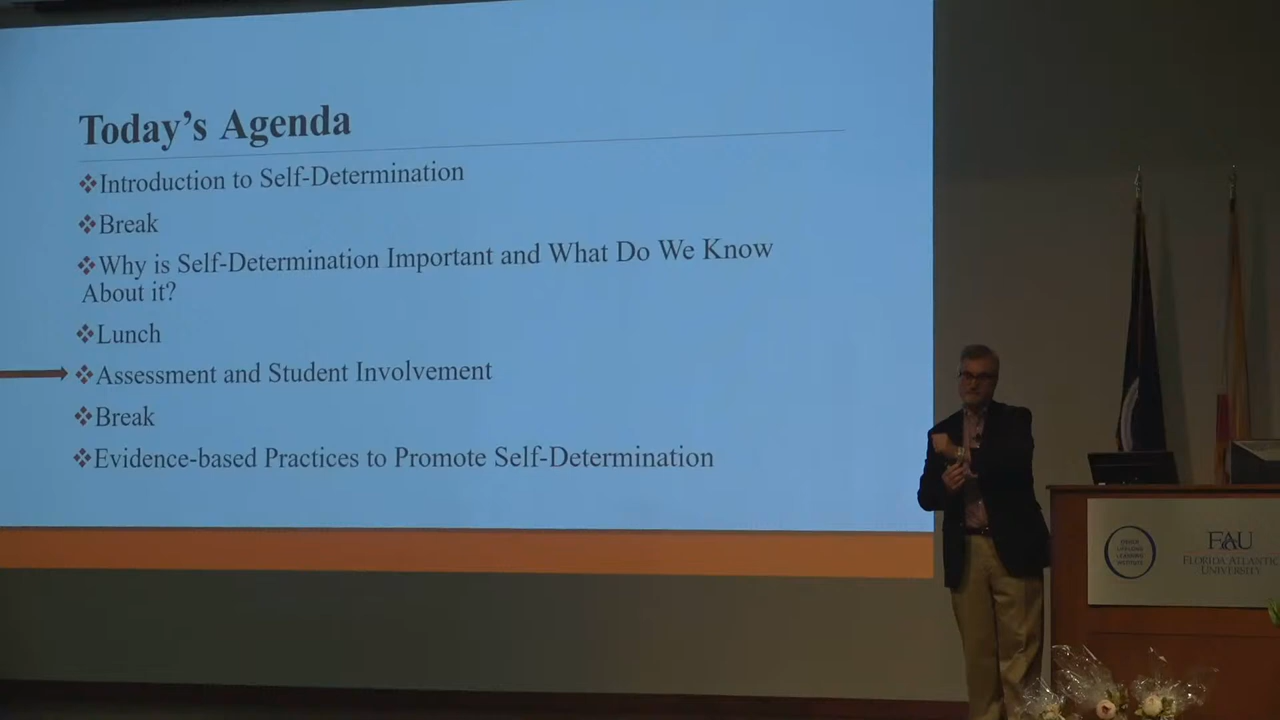 Today's Agenda
❖Introduction to Self-Determination
❖Break
❖Why is Self-Determination Important and What Do We Know
About it?
❖Lunch
❖Assessment and Student Involvement
❖Break
❖Evidence-based Practices to Promote Self-Determination
FAU
FLORIDA ATLANTIC
UNIVERSITY